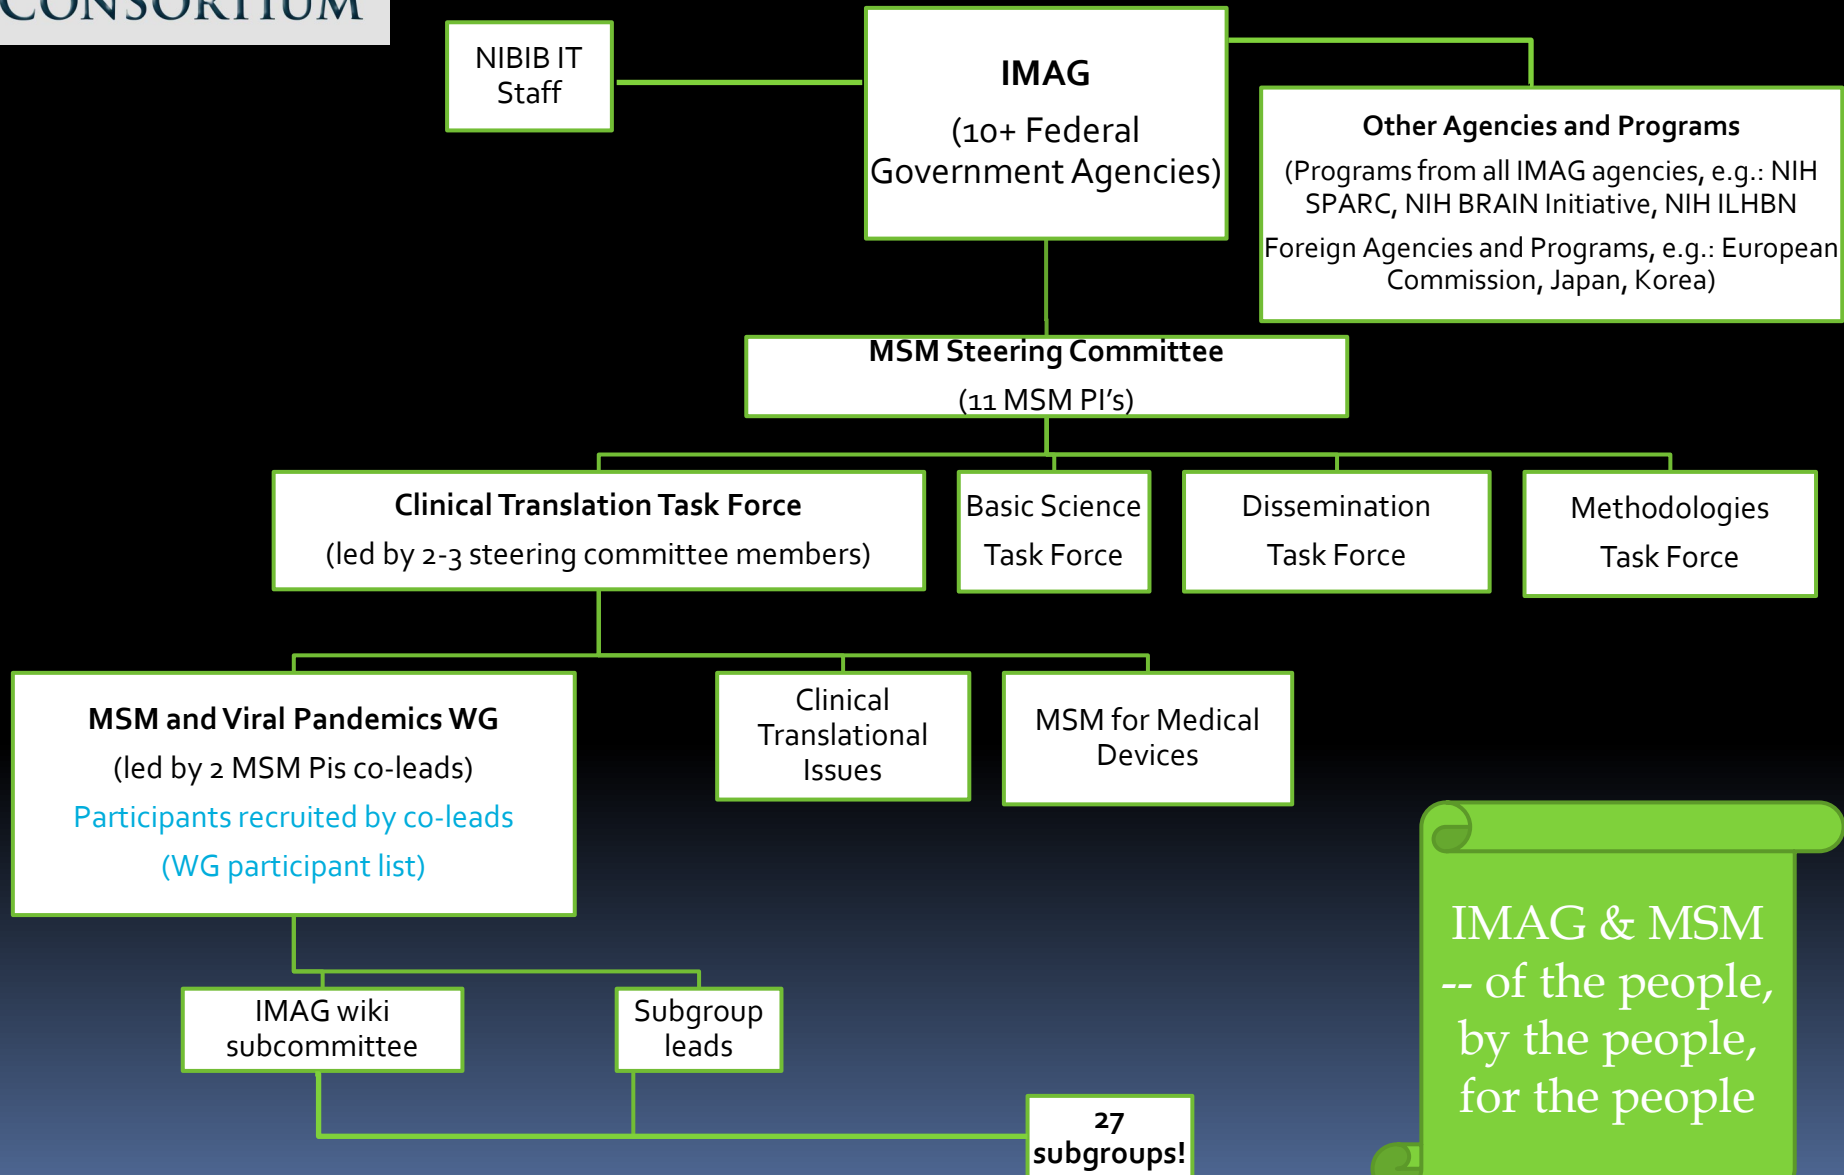 CONSORTIUM
NIBIB IT
Staff
IMAG
(10+ Federal
Government Agencies)
Other Agencies and Programs
(Programs from all IMAG agencies, e.g.: NIH
SPARC, NIH BRAIN Initiative, NIH ILHBN
Foreign Agencies and Programs, e.g.: European
Commission, Japan, Korea)
MSM Steering Committee
(11 MSM PI’s)
Clinical Translation Task Force
(led by 2-3 steering committee members)
Basic Science
Task Force
Dissemination
Task Force
Methodologies
Task Force
MSM and Viral Pandemics WG
(led by 2 MSM Pis co-leads)
Participants recruited by co-leads
(WG participant list)
Clinical
Translational
Issues
MSM for Medical
Devices
IMAG wiki
subcommittee
Subgroup
leads
27
subgroups!
IMAG & MSM
-- of the people,
by the people,
for the people